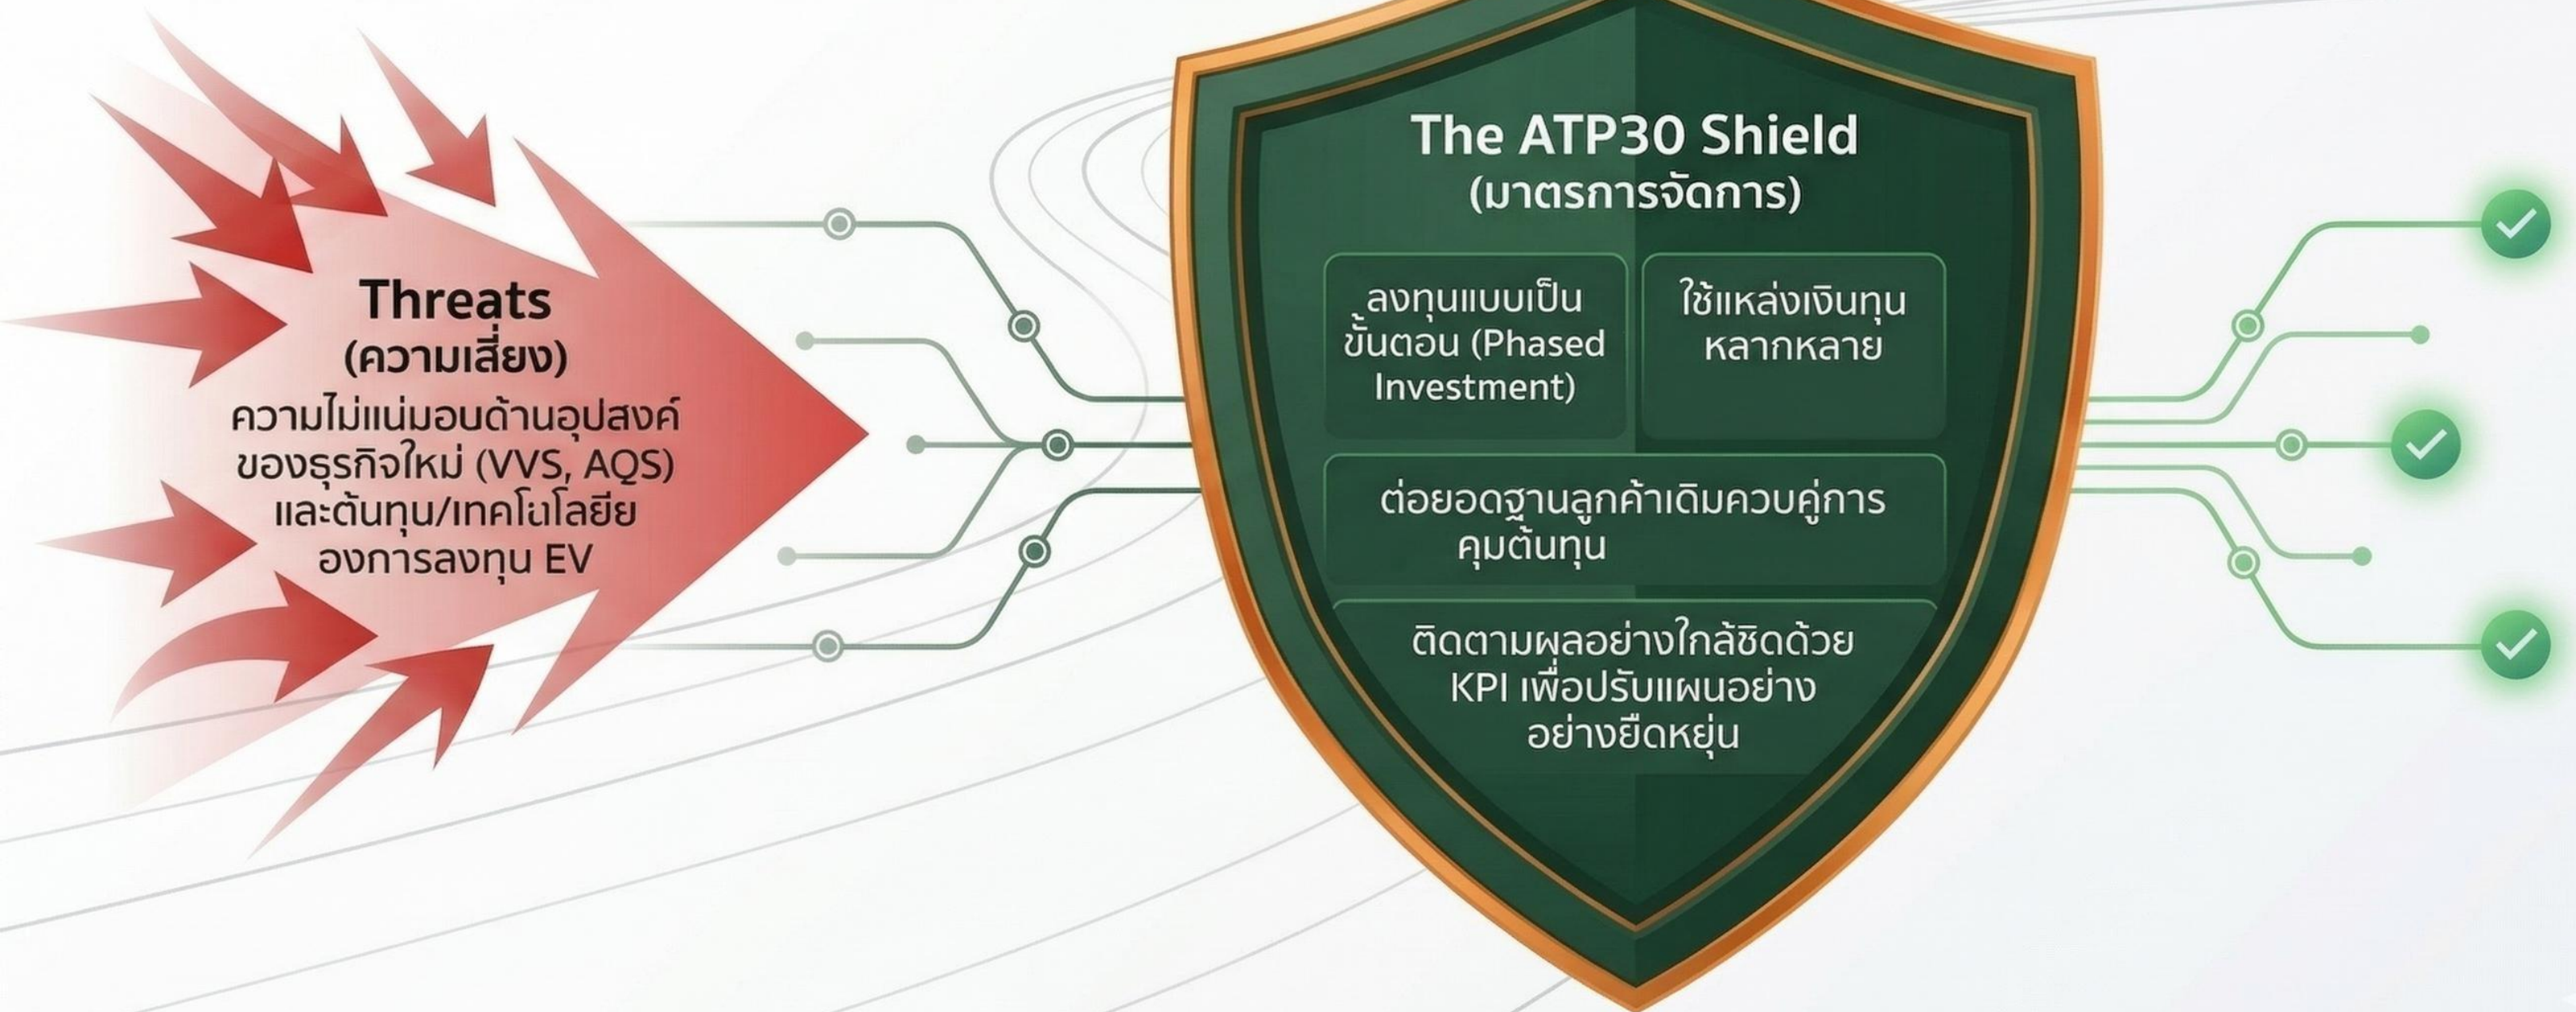 Threats
(ความเสี่ยง)
ความไม่แน่มอนด้านอุปสงค์
ของธุรกิจใหม่ (VVS, AQS)
และต้นทุน/เทคโนโลยีย
องการลงทุน EV
The ATP30 Shield
(มาตรการจัดการ)
ลงทุนแบบเป็น
ขั้นตอน (Phased
Investment)
ใช้แหล่งเงินทุน
หลากหลาย
ต่อยอดฐานลูกค้าเดิมควบคู่การ
คุมต้นทุน
ติดตามผลอย่างใกล้ชิดด้วย
KPI เพื่อปรับแผนอย่าง
อย่างยืดหยุ่น